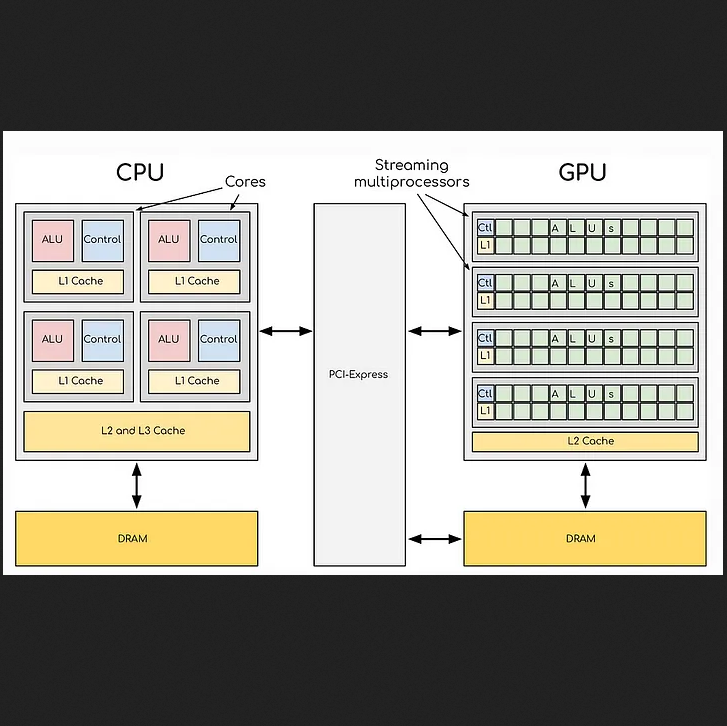 CPU
Cores
Streaming
multiprocessors
GPU
ALU
Control
ALU
Control
L1 Cache
L1 Cache
ALU
Control
ALU
Control
L1 Cache
L1 Cache
L2 and L3 Cache
DRAM
PCI-Express
Ctl A L U s
L1
Ctl A L U s
L1
Ctl A L U s
L1
Ctl A L U s
L1
L2 Cache
DRAM